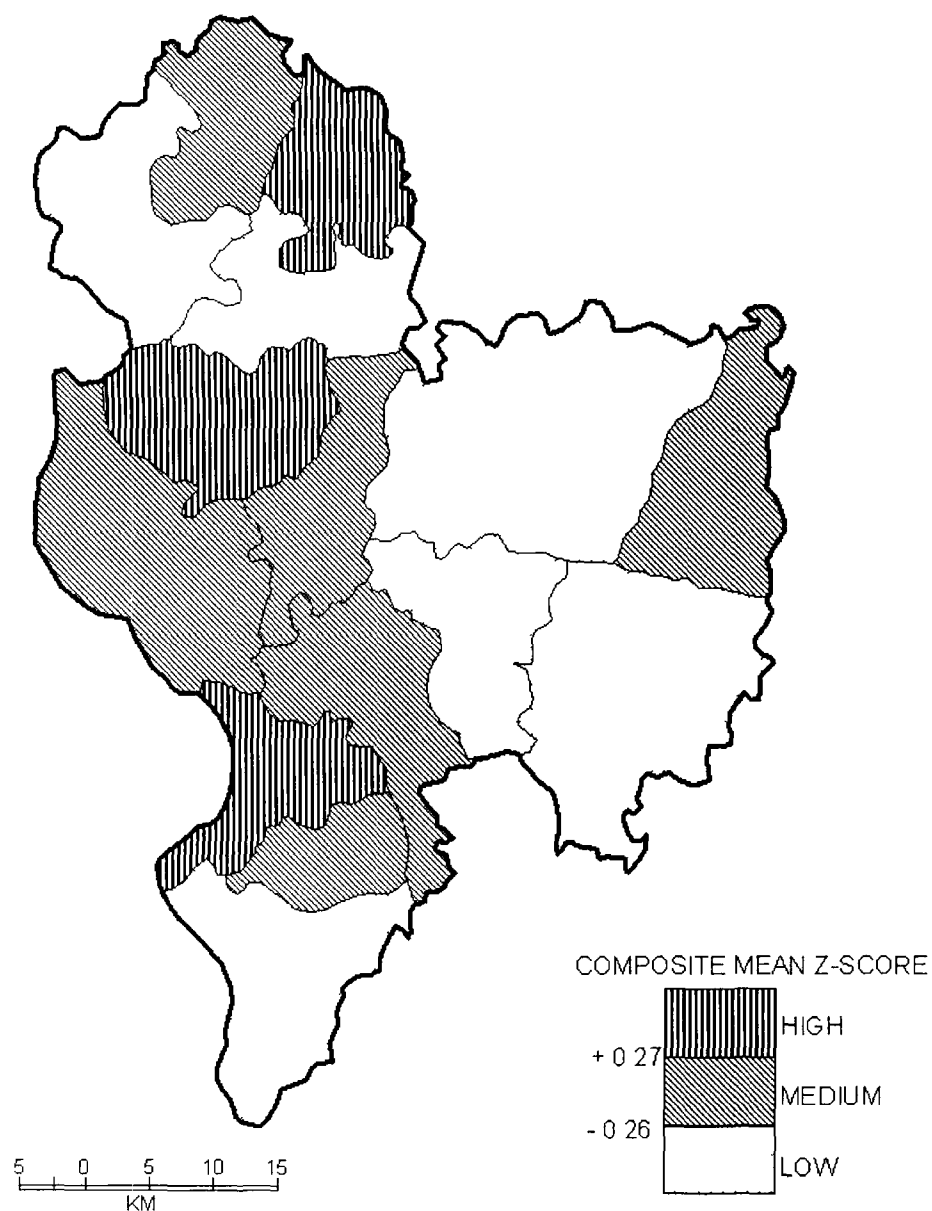 COMPOSITE MEAN Z-SCORE
HIGH
+ 0 27
MEDIUM
- 0 26
LOW
5 0 5 10 15
KM